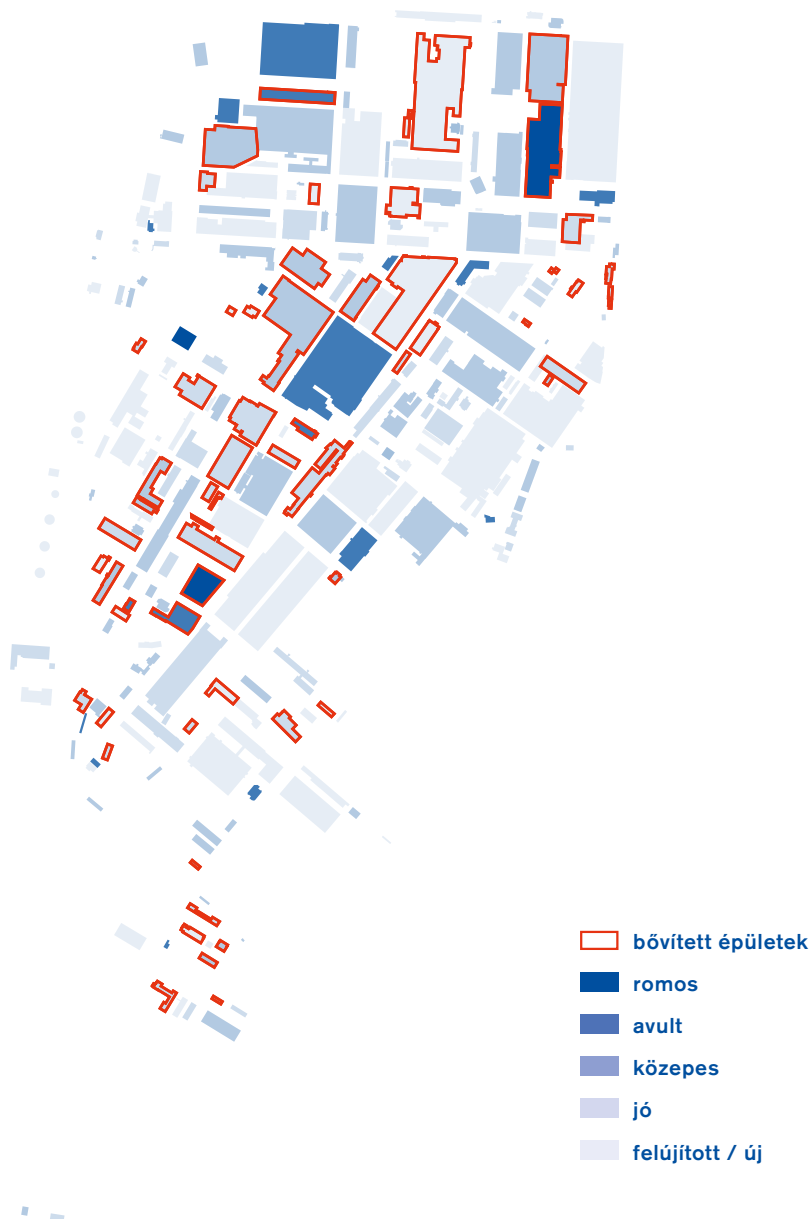 bővített épületek
romos
avult
közepes
jó
felújított / új